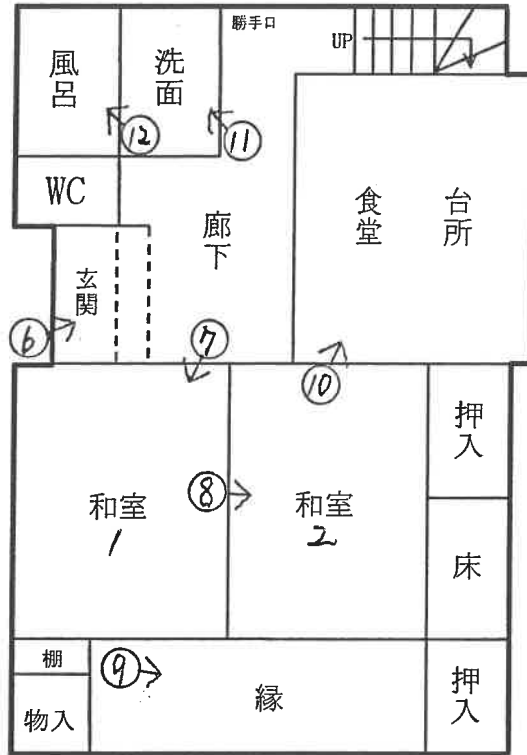 勝手口
UP
風呂
洗面
⑫
⑪
WC
廊下
食堂
台所
玄関
⑥
⑦
⑩
押入
和室
1
⑧
和室
2
床
棚
⑨
物入
縁
押入